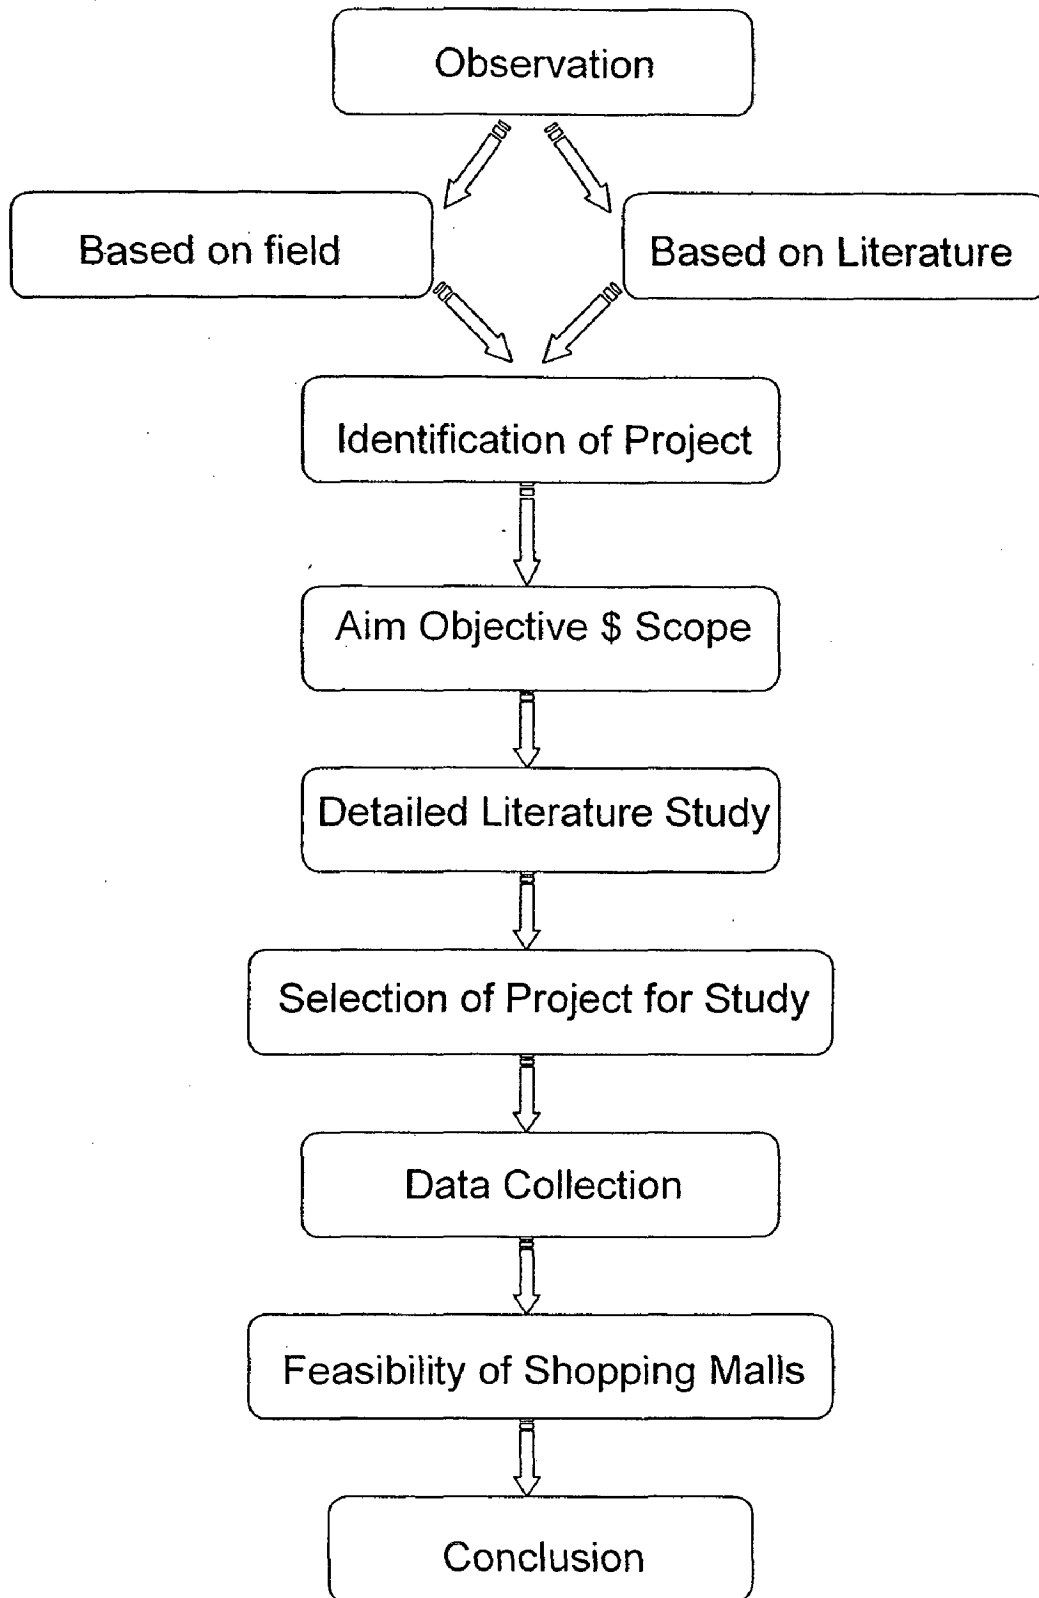 Observation
Based on field
Based on Literature
Identification of Project
Aim Objective $ Scope
Detailed Literature Study
Selection of Project for Study
Data Collection
Feasibility of Shopping Malls
Conclusion